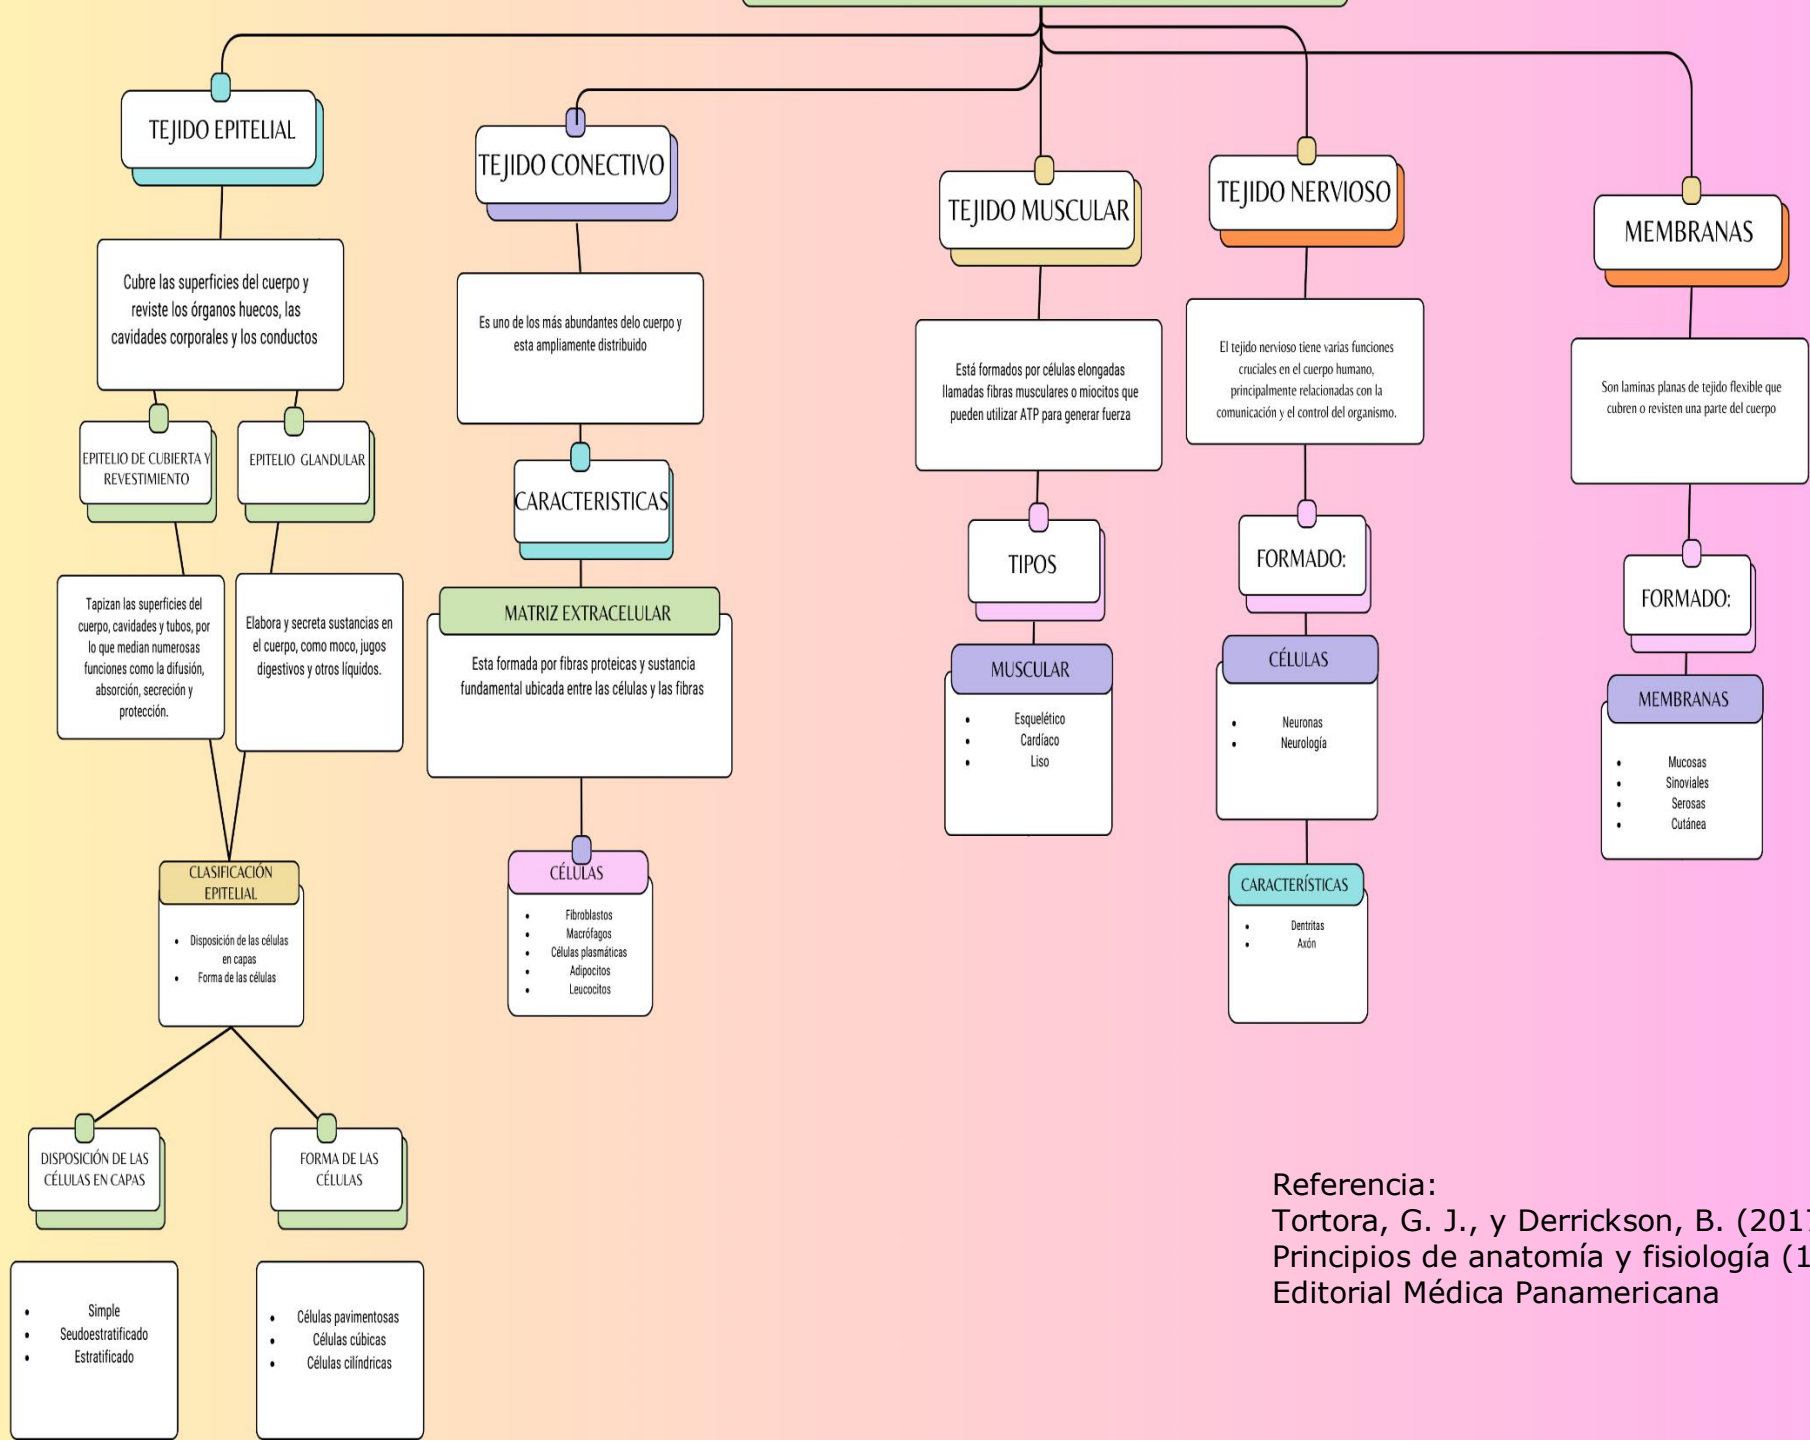 TEJIDO EPITELIAL
Cubre las superficies del cuerpo y
reviste los órganos huecos, las
cavidades corporales y los conductos
EPITELIO DE CUBIERTA Y
REVESTIMIENTO
EPITELIO GLANDULAR
Tapizan las superficies del
cuerpo, cavidades y tubos, por
lo que median numerosas
funciones como la difusión,
absorción, secreción y
protección.
Elabora y secreta sustancias en
el cuerpo, como moco, jugos
digestivos y otros líquidos.
CLASIFICACIÓN
EPITELIAL
• Disposición de las células
en capas
• Forma de las células
DISPOSICIÓN DE LAS
CÉLULAS EN CAPAS
• Simple
• Seudoestratificado
• Estratificado
FORMA DE LAS
CÉLULAS
• Células pavimentosas
• Células cúbicas
• Células cilíndricas
TEJIDO CONECTIVO
Es uno de los más abundantes delo cuerpo y
esta ampliamente distribuido
CARACTERISTICAS
MATRIZ EXTRACELULAR
Esta formada por fibras proteicas y sustancia
fundamental ubicada entre las células y las fibras
CÉLULAS
• Fibroblastos
• Macrófagos
• Células plasmáticas
• Adipocitos
• Leucocitos
TEJIDO MUSCULAR
Está formados por células elongadas
llamadas fibras musculares o miocitos que
pueden utilizar ATP para generar fuerza
TIPOS
MUSCULAR
• Esquelético
• Cardíaco
• Liso
TEJIDO NERVIOSO
El tejido nervioso tiene varias funciones
cruciales en el cuerpo humano,
principalmente relacionadas con la
comunicación y el control del organismo.
FORMADO:
CÉLULAS
• Neuronas
• Neurología
CARACTERÍSTICAS
• Dentritas
• Axón
MEMBRANAS
Son laminas planas de tejido flexible que
cubren o revisten una parte del cuerpo
FORMADO:
MEMBRANAS
• Mucosas
• Sinoviales
• Serosas
• Cutánea
Referencia:
Tortora, G. J., y Derrickson, B. (2017
Principios de anatomía y fisiología (1
Editorial Médica Panamericana